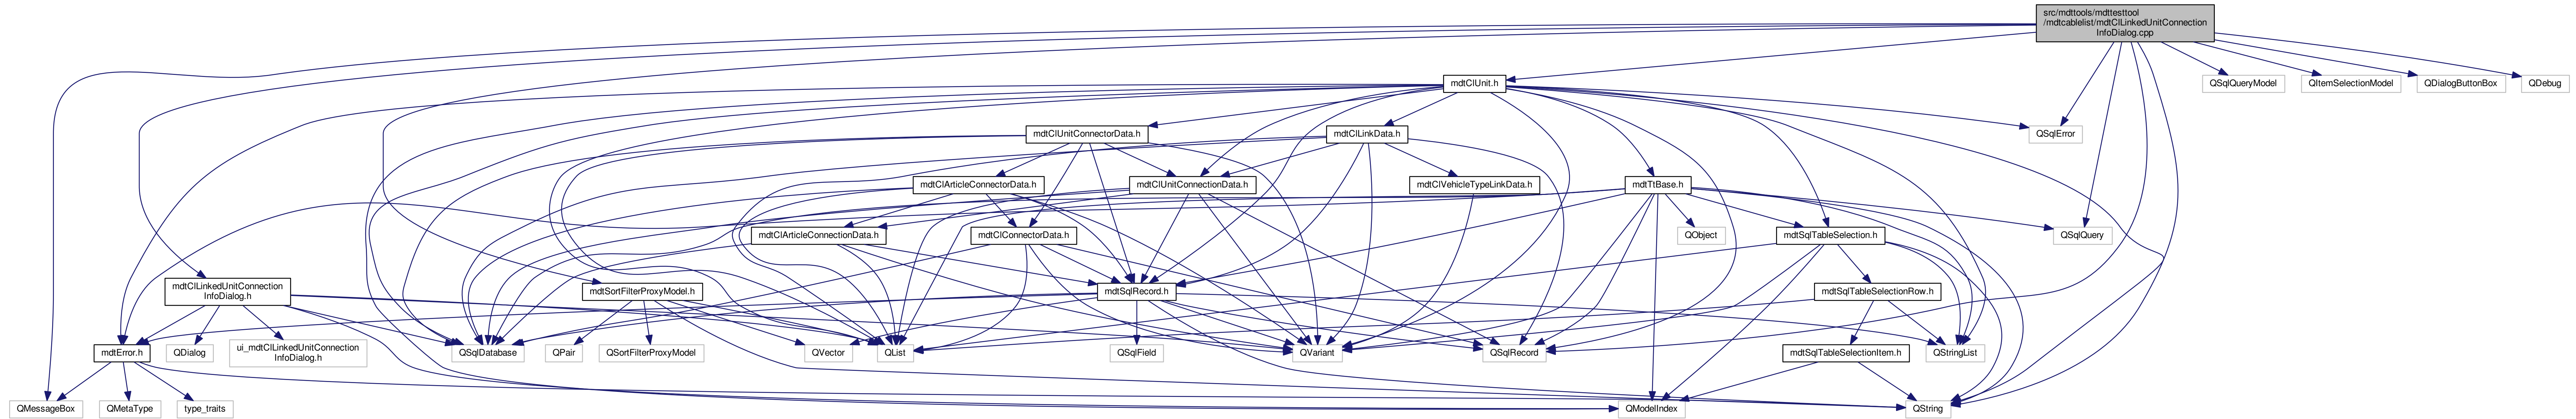 src/mdttools/mdttesttool
/mdtcablelist/mdtClLinkedUnitConnection
InfoDialog.cpp
mdtClUnit.h
QSqlQueryModel
QItemSelectionModel
QDialogButtonBox
QDebug
mdtClUnitConnectorData.h
mdtClLinkData.h
QSqlError
mdtClArticleConnectorData.h
mdtClUnitConnectionData.h
mdtClVehicleTypeLinkData.h
mdtTtBase.h
mdtClArticleConnectionData.h
mdtClConnectorData.h
QObject
mdtSqlTableSelection.h
QSqlQuery
mdtClLinkedUnitConnection
InfoDialog.h
mdtSortFilterProxyModel.h
mdtSqlRecord.h
mdtSqlTableSelectionRow.h
mdtError.h
QDialog
ui_mdtClLinkedUnitConnection
InfoDialog.h
QSqlDatabase
QPair
QSortFilterProxyModel
QVector
QList
QSqlField
QVariant
QSqlRecord
mdtSqlTableSelectionItem.h
QStringList
QMessageBox
QMetaType
type_traits
QModelIndex
QString